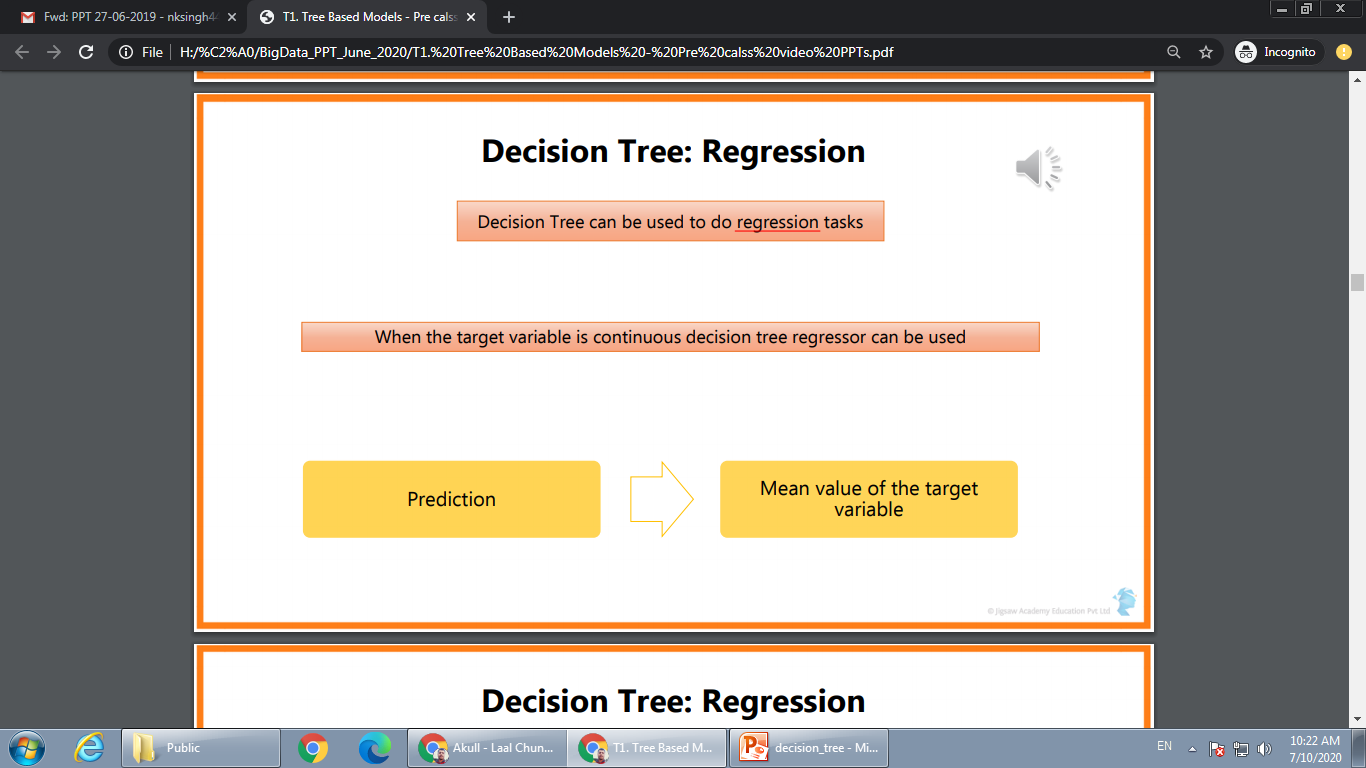 Fwd: PPT 27-06-2019 - nksingh44
T1. Tree Based Models - Pre calss
File
H:/%C2%A0/BigData_PPT_June_2020/T1.%20Tree%20Based%20Models%20-%20Pre%20calss%20video%20PPTs.pdf
Incognito
Decision Tree: Regression
Decision Tree can be used to do regression tasks
When the target variable is continuous decision tree regressor can be used
Prediction
Mean value of the target
variable
© Jigsaw Academy Education Pvt Ltd
Decision Tree: Regression
Public
Akull - Laal Chun...
T1. Tree Based M...
decision_tree - Mi...
EN
10:22 AM
7/10/2020